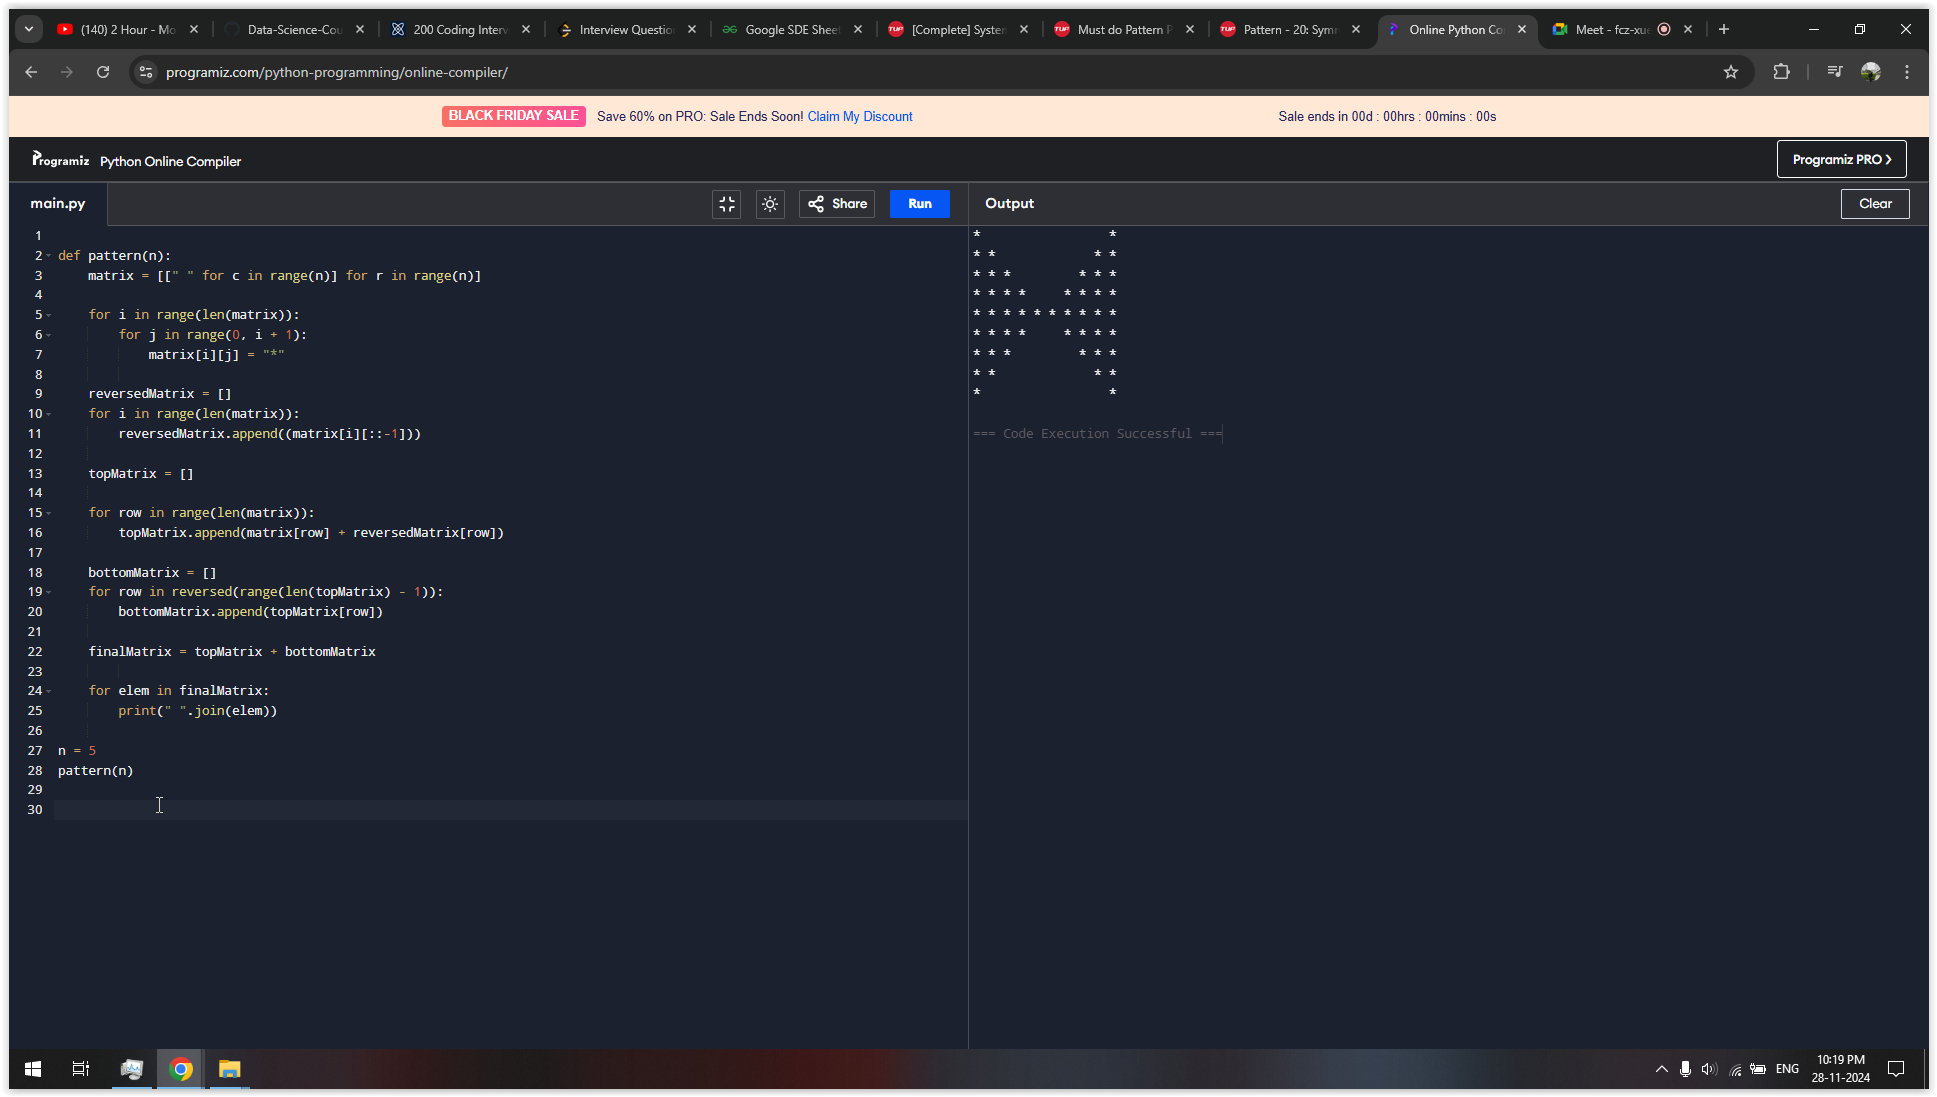 (140) 2 Hour - Mo
Data-Science-Cou
200 Coding Interv
Interview Questio
Google SDE Sheet
TUF [Complete] System
TUF Must do Pattern P
TUF Pattern - 20: Symr
Online Python Co
Meet - fcz-xue
programiz.com/python-programming/online-compiler/
BLACK FRIDAY SALE Save 60% on PRO: Sale Ends Soon! Claim My Discount Sale ends in 00d : 00hrs : 00mins : 00s
Programiz Python Online Compiler
Programiz PRO
main.py
Share
Run
Output
Clear
1
2 def pattern(n):
3     matrix = [[" " for c in range(n)] for r in range(n)]
4
5     for i in range(len(matrix)):
6         for j in range(0, i + 1):
7             matrix[i][j] = "*"
8
9     reversedMatrix = []
10     for i in range(len(matrix)):
11         reversedMatrix.append((matrix[i][::-1]))
12
13     topMatrix = []
14
15     for row in range(len(matrix)):
16         topMatrix.append(matrix[row] + reversedMatrix[row])
17
18     bottomMatrix = []
19     for row in reversed(range(len(topMatrix) - 1)):
20         bottomMatrix.append(topMatrix[row])
21
22     finalMatrix = topMatrix + bottomMatrix
23
24     for elem in finalMatrix:
25         print(" ".join(elem))
26
27 n = 5
28 pattern(n)
29
30
*                 *
* *             * *
* * *         * * *
* * * *     * * * *
* * * * * * * * * *
* * * *     * * * *
* * *         * * *
* *             * *
*                 *
=== Code Execution Successful ===
ENG
10:19 PM
28-11-2024